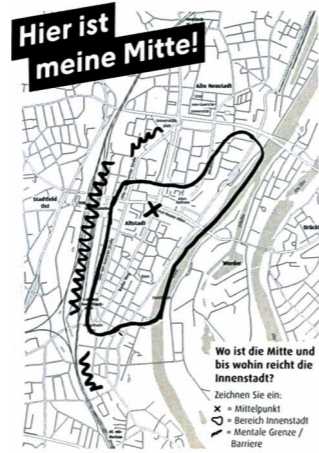 Hier ist
meine Mitte!
Alte Neustadt
Stadtfeld
Ost
Altstadt
Werder
Wo ist die Mitte und
bis wohin reicht die
Innenstadt?
Zeichnen Sie ein:
= Mittelpunkt
= Bereich Innenstadt
= Mentale Grenze /
Barriere